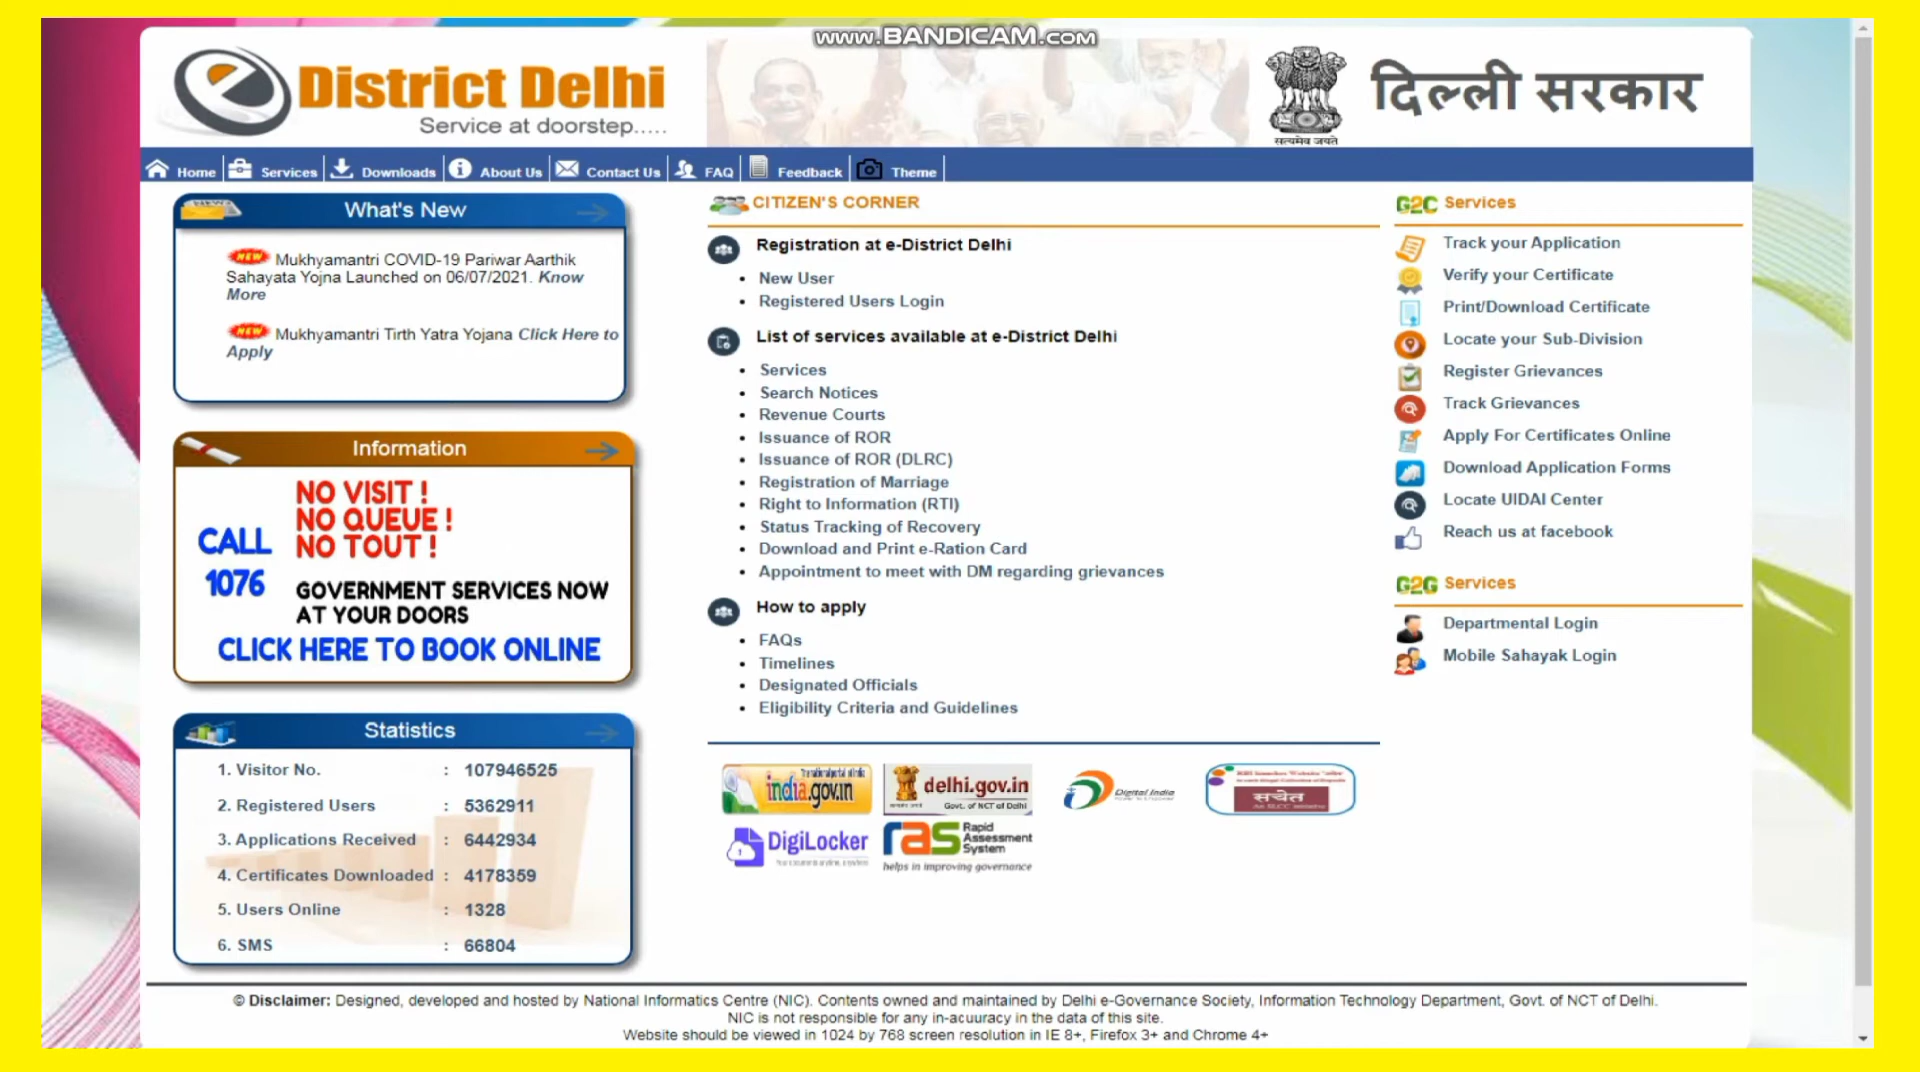 www.BANDICAM.com
e District Delhi
Service at doorstep.....
सत्यमेव जयते
दिल्ली सरकार
Home
Services
Downloads
About Us
Contact Us
FAQ
Feedback
Theme
What's New
NEW Mukhyamantri COVID-19 Pariwar Aarthik
Sahayata Yojna Launched on 06/07/2021. Know
More
NEW Mukhyamantri Tirth Yatra Yojana Click Here to
Apply
Information
NO VISIT !
NO QUEUE !
NO TOUT !
CALL
1076
GOVERNMENT SERVICES NOW
AT YOUR DOORS
CLICK HERE TO BOOK ONLINE
Statistics
1. Visitor No. : 107946525
2. Registered Users : 5362911
3. Applications Received : 6442934
4. Certificates Downloaded : 4178359
5. Users Online : 1328
6. SMS : 66804
CITIZEN'S CORNER
Registration at e-District Delhi
• New User
• Registered Users Login
List of services available at e-District Delhi
• Services
• Search Notices
• Revenue Courts
• Issuance of ROR
• Issuance of ROR (DLRC)
• Registration of Marriage
• Right to Information (RTI)
• Status Tracking of Recovery
• Download and Print e-Ration Card
• Appointment to meet with DM regarding grievances
How to apply
• FAQs
• Timelines
• Designated Officials
• Eligibility Criteria and Guidelines
india.gov.in
delhi.gov.in
Govt. of NCT of Delhi
Digital India
सचेत
DigiLocker
ras Rapid
Assessment
System
helps in improving governance
G2C Services
Track your Application
Verify your Certificate
Print/Download Certificate
Locate your Sub-Division
Register Grievances
Track Grievances
Apply For Certificates Online
Download Application Forms
Locate UIDAI Center
Reach us at facebook
G2G Services
Departmental Login
Mobile Sahayak Login
© Disclaimer: Designed, developed and hosted by National Informatics Centre (NIC). Contents owned and maintained by Delhi e-Governance Society, Information Technology Department, Govt. of NCT of Delhi.
NIC is not responsible for any in-acuuracy in the data of this site.
Website should be viewed in 1024 by 768 screen resolution in IE 8+, Firefox 3+ and Chrome 4+